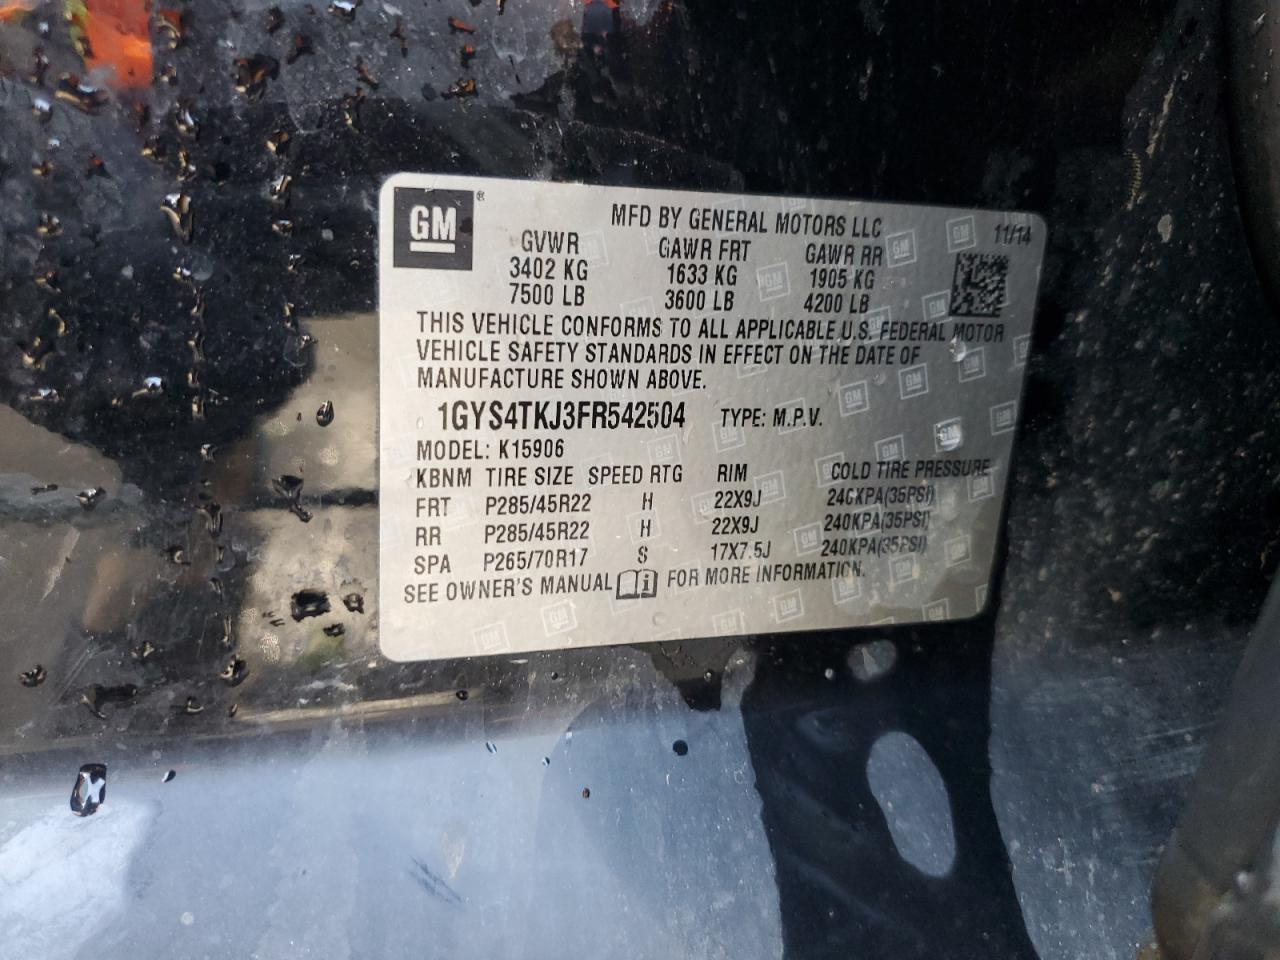 GM ®
MFD BY GENERAL MOTORS LLC
11/14
GVWR GAWR FRT GAWR RR
3402 KG 1633 KG 1905 KG
7500 LB 3600 LB 4200 LB
THIS VEHICLE CONFORMS TO ALL APPLICABLE U.S. FEDERAL MOTOR
VEHICLE SAFETY STANDARDS IN EFFECT ON THE DATE OF
MANUFACTURE SHOWN ABOVE.
1GYS4TKJ3FR542504 TYPE: M.P.V.
MODEL: K15906
KBNM TIRE SIZE SPEED RTG RIM COLD TIRE PRESSURE
FRT P285/45R22 H 22X9J 240KPA(35PSI)
RR P285/45R22 H 22X9J 240KPA(35PSI)
SPA P265/70R17 S 17X7.5J 240KPA(35PSI)
SEE OWNER'S MANUAL FOR MORE INFORMATION.